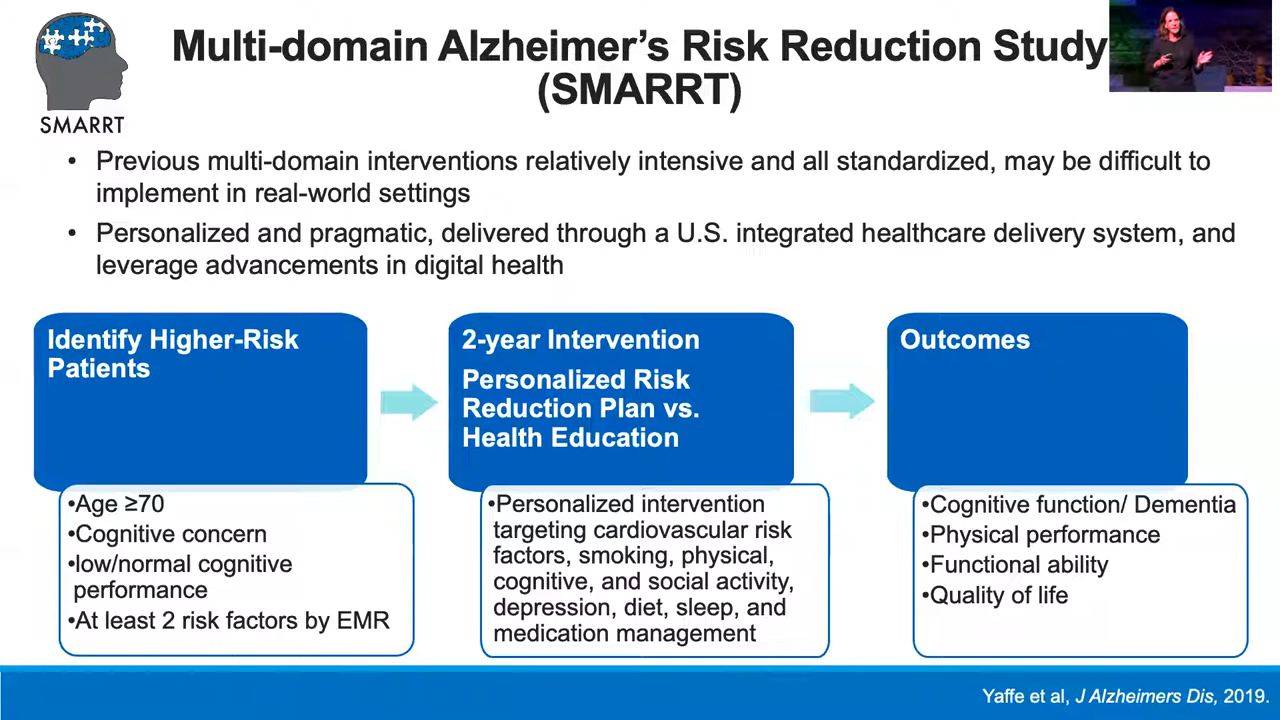 Multi-domain Alzheimer's Risk Reduction Study
(SMARRT)
SMARRT
• Previous multi-domain interventions relatively intensive and all standardized, may be difficult to
implement in real-world settings
• Personalized and pragmatic, delivered through a U.S. integrated healthcare delivery system, and
leverage advancements in digital health
Identify Higher-Risk
Patients
•Age ≥70
•Cognitive concern
•low/normal cognitive
performance
•At least 2 risk factors by EMR
2-year Intervention
Personalized Risk
Reduction Plan vs.
Health Education
•Personalized intervention
targeting cardiovascular risk
factors, smoking, physical,
cognitive, and social activity,
depression, diet, sleep, and
medication management
Outcomes
•Cognitive function/ Dementia
•Physical performance
•Functional ability
•Quality of life
Yaffe et al, J Alzheimers Dis, 2019.